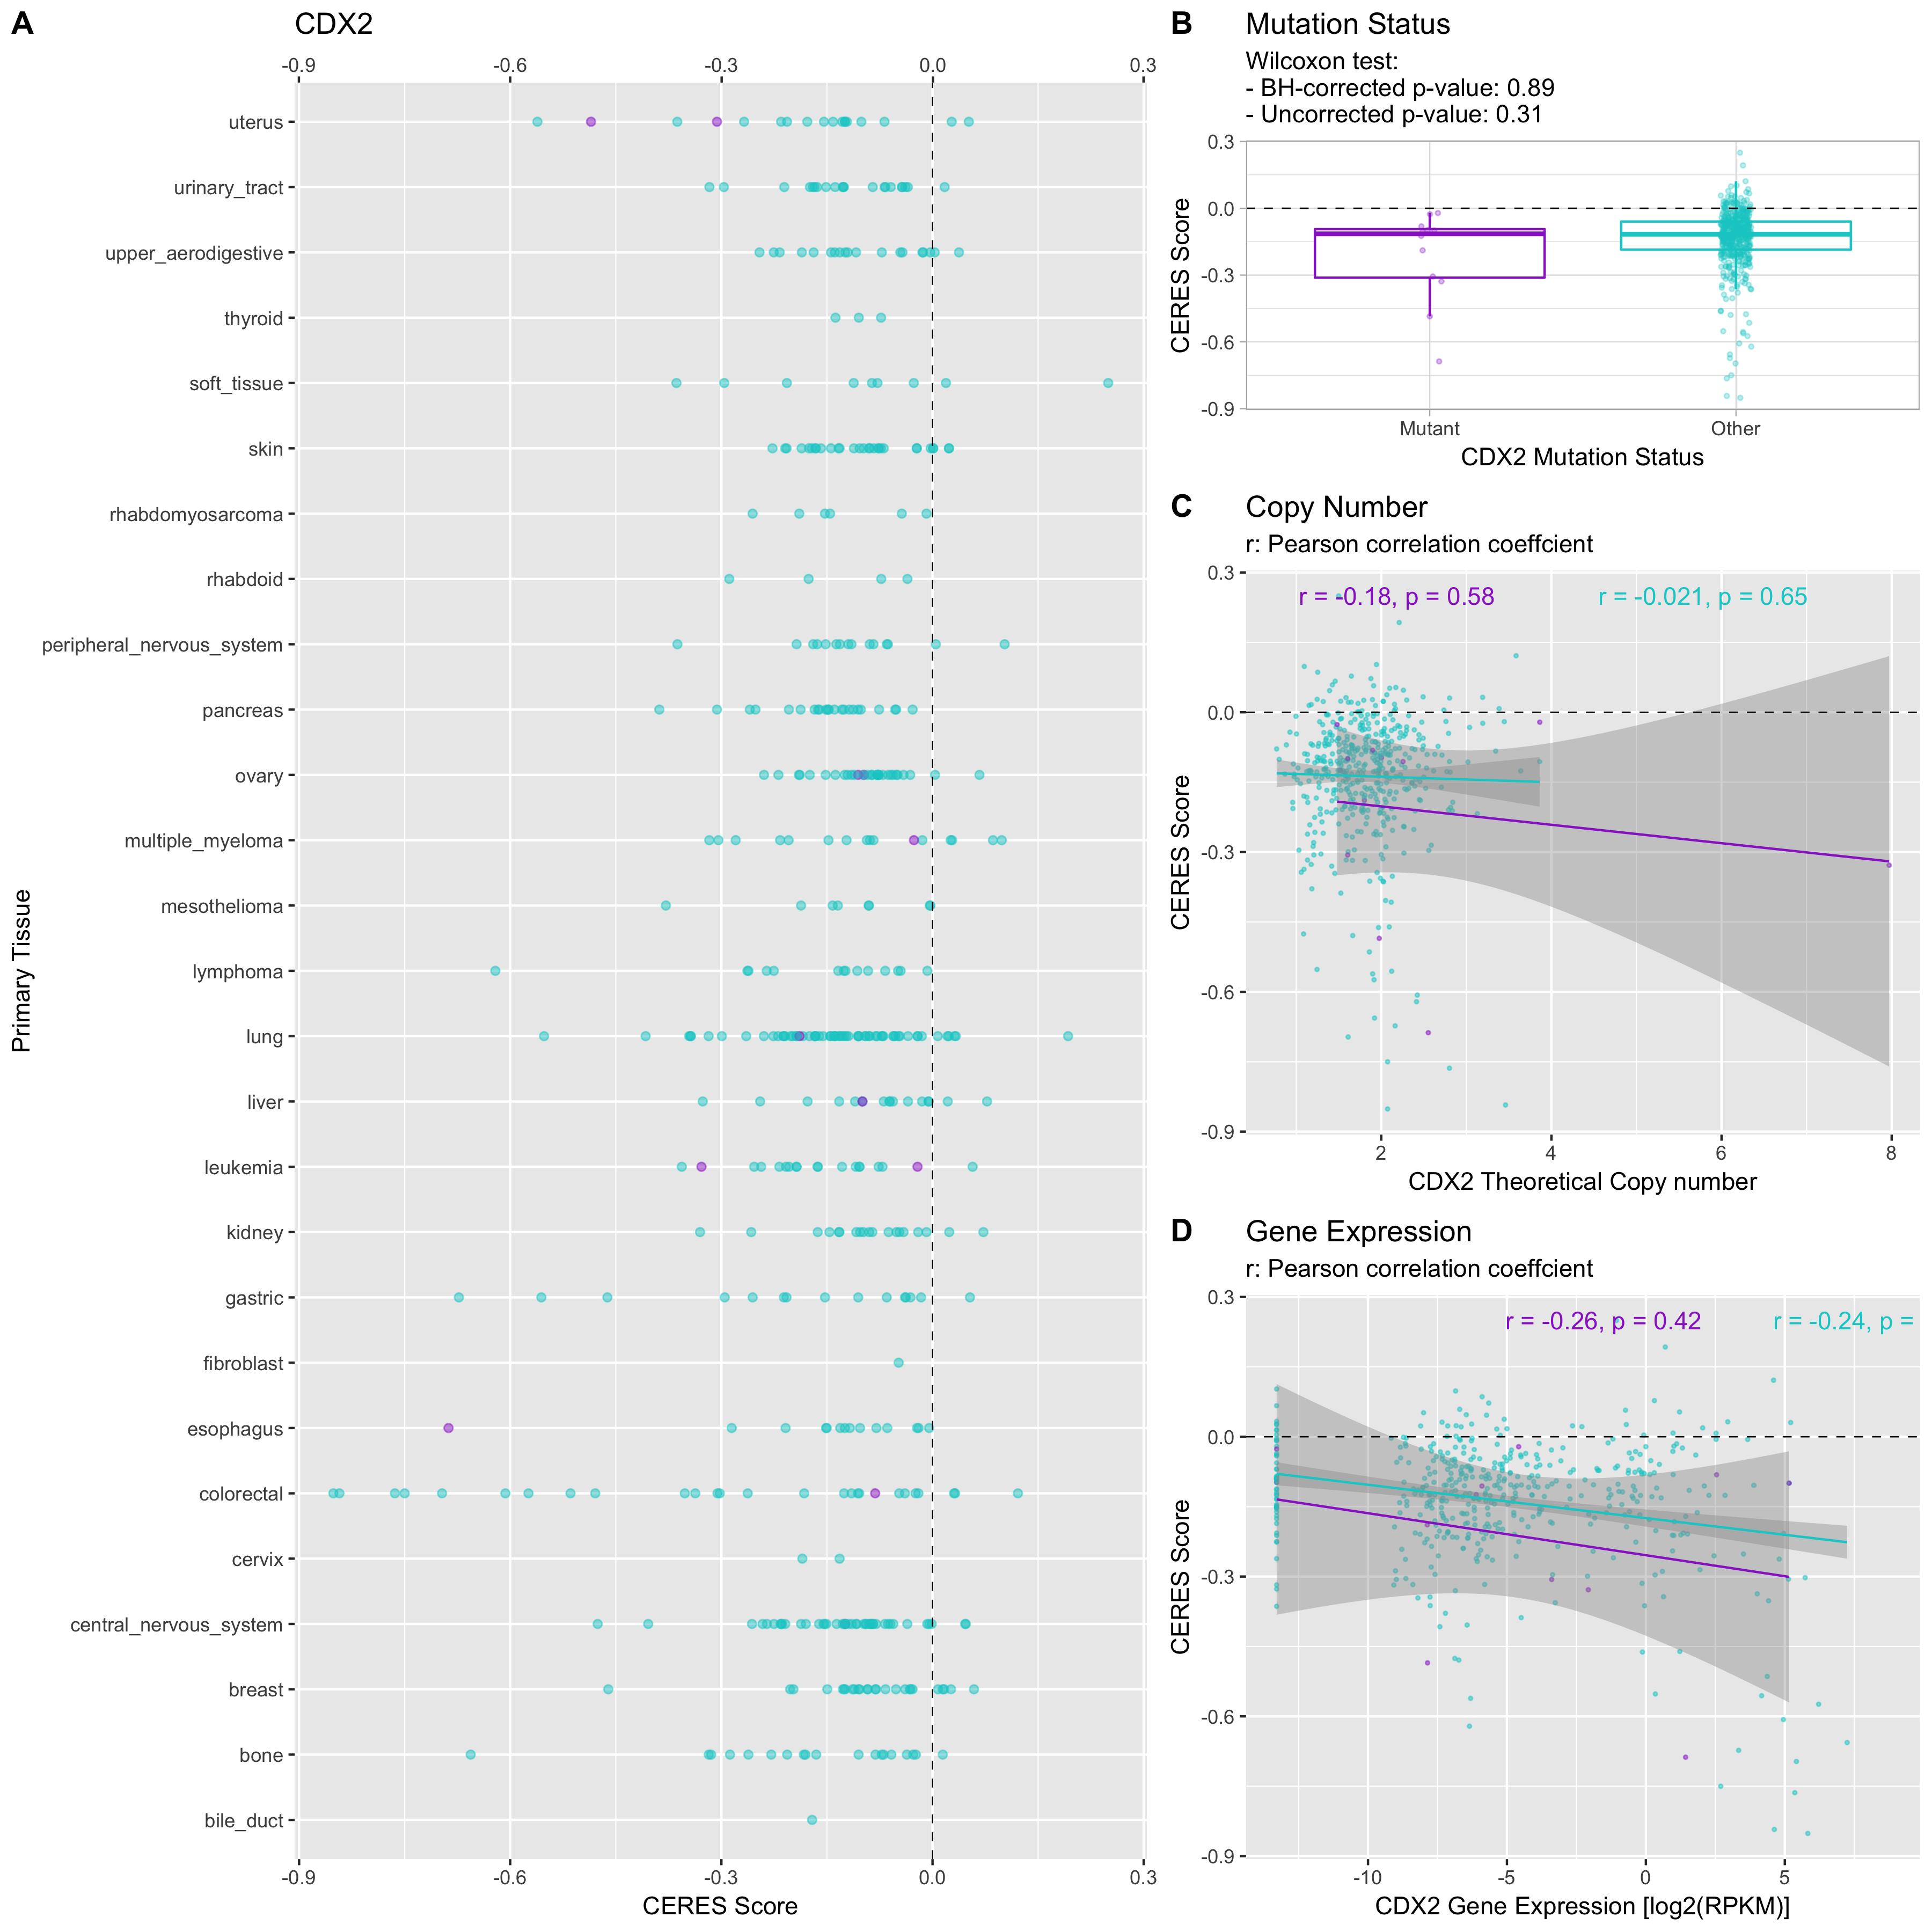 A
CDX2
-0.9 -0.6 -0.3 0.0 0.3
uterus
urinary_tract
upper_aerodigestive
thyroid
soft_tissue
skin
rhabdomyosarcoma
rhabdoid
peripheral_nervous_system
pancreas
ovary
multiple_myeloma
mesothelioma
lymphoma
lung
liver
leukemia
kidney
gastric
fibroblast
esophagus
colorectal
cervix
central_nervous_system
breast
bone
bile_duct
Primary Tissue
-0.9 -0.6 -0.3 0.0 0.3
CERES Score
B
Mutation Status
Wilcoxon test:
- BH-corrected p-value: 0.89
- Uncorrected p-value: 0.31
0.3
0.0
-0.3
-0.6
-0.9
CERES Score
Mutant Other
CDX2 Mutation Status
C
Copy Number
r: Pearson correlation coeffcient
r = -0.18, p = 0.58 r = -0.021, p = 0.65
0.3
0.0
-0.3
-0.6
-0.9
CERES Score
2 4 6 8
CDX2 Theoretical Copy number
D
Gene Expression
r: Pearson correlation coeffcient
r = -0.26, p = 0.42 r = -0.24, p =
0.3
0.0
-0.3
-0.6
-0.9
CERES Score
-10 -5 0 5
CDX2 Gene Expression [log2(RPKM)]